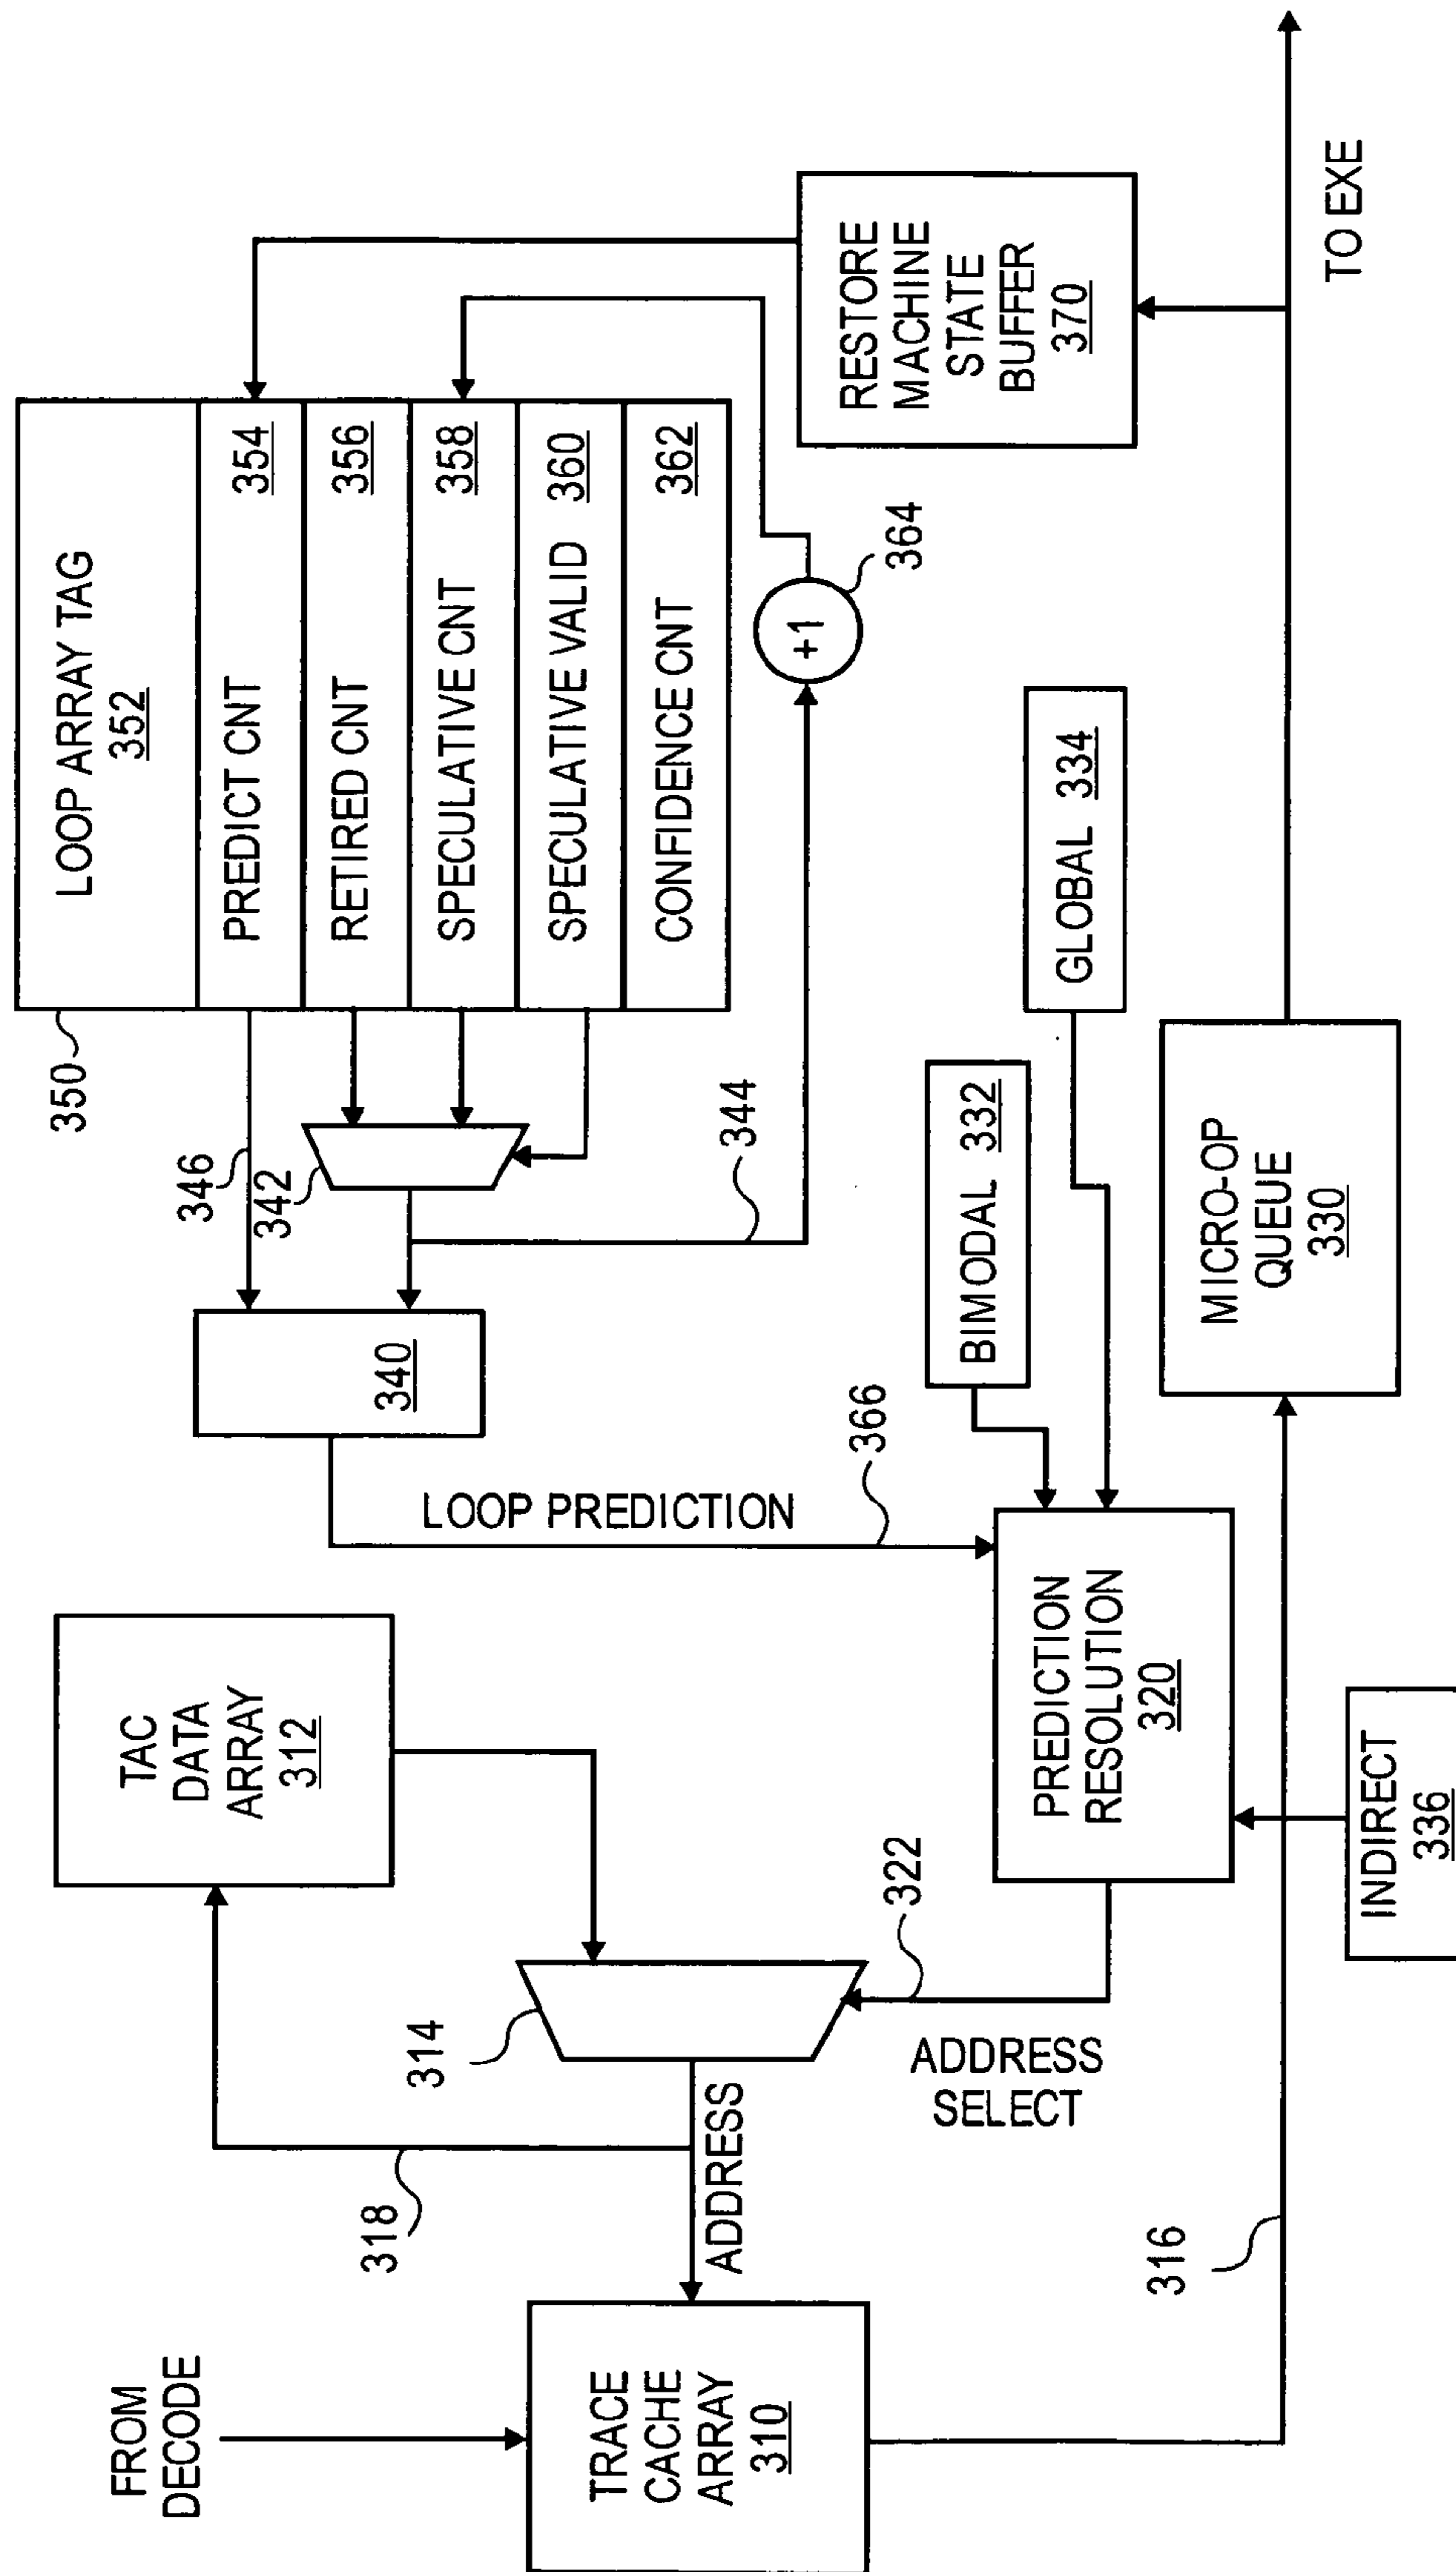 FROM
DECODE
TRACE
CACHE
ARRAY
310
318
ADDRESS
314
TAC
DATA
ARRAY
312
ADDRESS
SELECT
322
316
PREDICTION
RESOLUTION
320
INDIRECT
336
LOOP PREDICTION
366
340
346
342
344
350
LOOP ARRAY TAG
352
PREDICT CNT 354
RETIRED CNT 356
SPECULATIVE CNT 358
SPECULATIVE VALID 360
CONFIDENCE CNT 362
+1
364
BIMODAL 332
GLOBAL 334
MICRO-OP
QUEUE
330
RESTORE
MACHINE
STATE
BUFFER
370
TO EXE